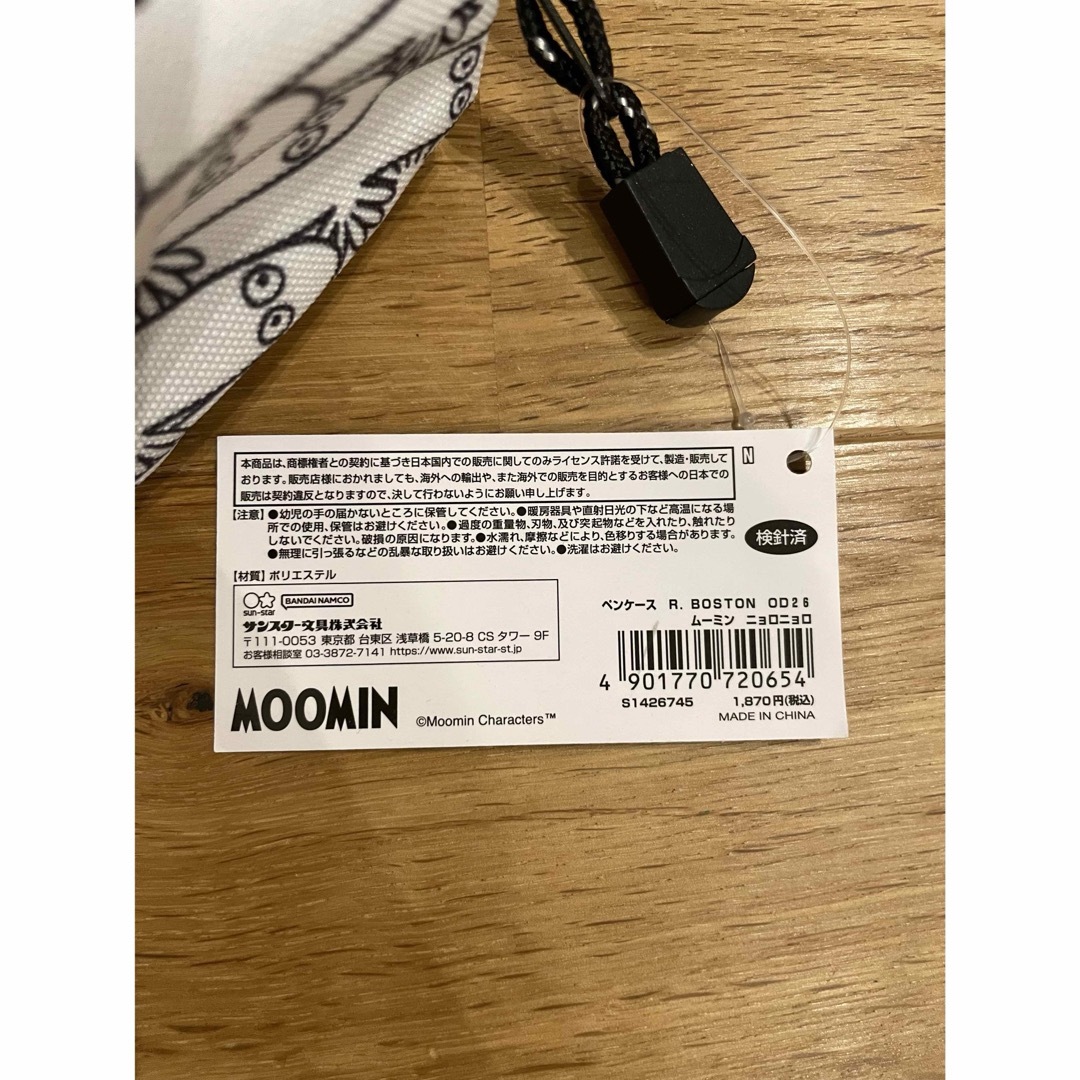 本商品は、商標権者との契約に基づき日本国内での販売に関してのみライセンス許諾を受けて、製造・販売して
おります。販売店様におかれましても、海外への輸出や、また海外での販売を目的とするお客様への日本での
販売は契約違反となりますので、決して行わないようにお願い申し上げます。
N
【注意】●幼児の手の届かないところに保管してください。●暖房器具や直射日光の下など高温になる場
所での使用、保管はお避けください。●過度の重量物、刃物、及び突起物などを入れたり、触れたり
しないでください。破損の原因になります。●水濡れ、摩擦などにより、色移りする場合があります。
●無理に引っ張るなどの乱暴な取り扱いはお避けください。●洗濯はお避けください。
検針済
【材質】ポリエステル
sun-star BANDAI NAMCO
サンスター文具株式会社
〒111-0053 東京都 台東区 浅草橋 5-20-8 CS タワー 9F
お客様相談室 03-3872-7141 https://www.sun-star-st.jp
ペンケース R. BOSTON OD26
ムーミン ニョロニョロ
4 901770 720654
S1426745 1,870円(税込)
MADE IN CHINA
MOOMIN ©Moomin Characters™